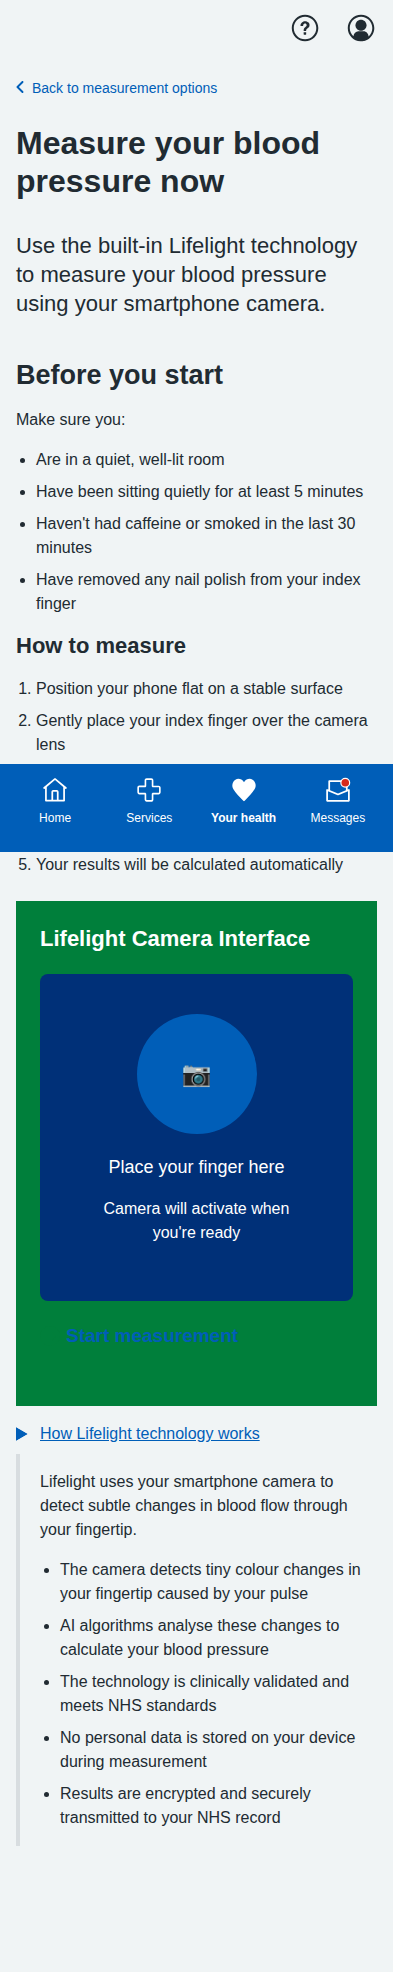 Back to measurement options
Measure your blood
pressure now
Use the built-in Lifelight technology
to measure your blood pressure
using your smartphone camera.
Before you start
Make sure you:
• Are in a quiet, well-lit room
• Have been sitting quietly for at least 5 minutes
• Haven't had caffeine or smoked in the last 30
minutes
• Have removed any nail polish from your index
finger
How to measure
1. Position your phone flat on a stable surface
2. Gently place your index finger over the camera
lens
Home Services Your health Messages
5. Your results will be calculated automatically
Lifelight Camera Interface
Place your finger here
Camera will activate when
you're ready
Start measurement
How Lifelight technology works
Lifelight uses your smartphone camera to
detect subtle changes in blood flow through
your fingertip.
• The camera detects tiny colour changes in
your fingertip caused by your pulse
• AI algorithms analyse these changes to
calculate your blood pressure
• The technology is clinically validated and
meets NHS standards
• No personal data is stored on your device
during measurement
• Results are encrypted and securely
transmitted to your NHS record